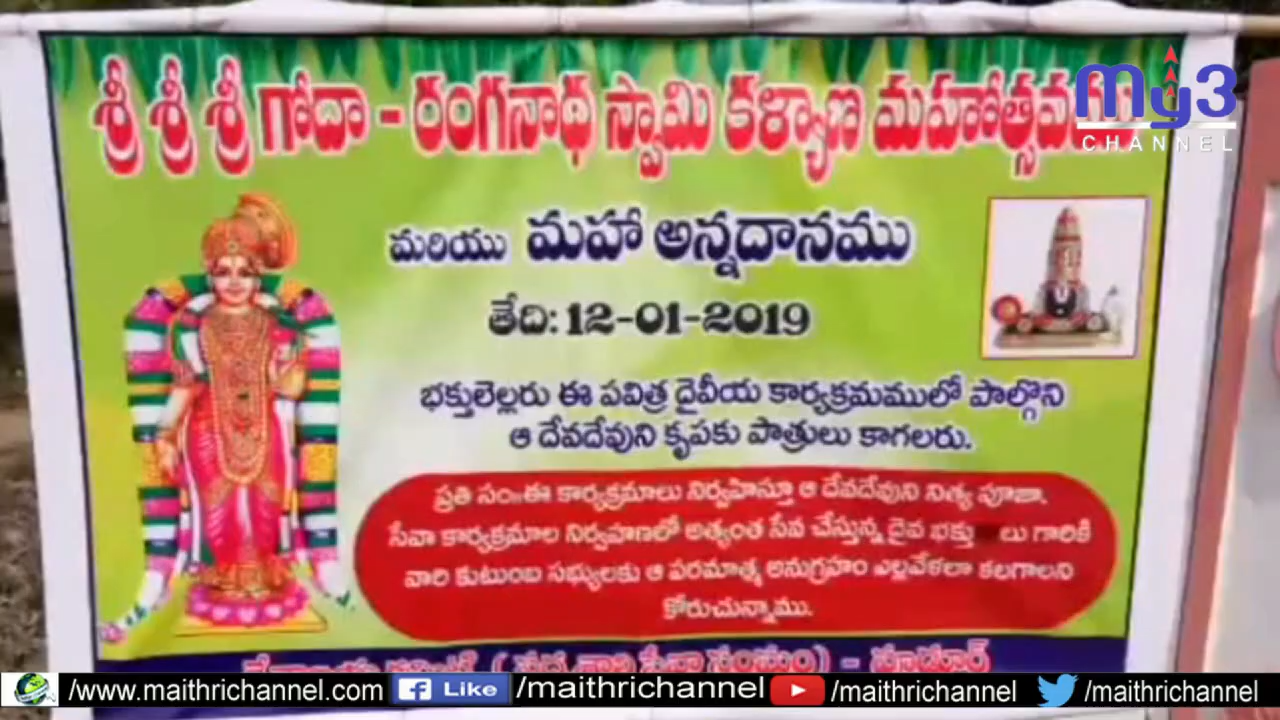 శ్రీ శ్రీ శ్రీ గోదా - రంగనాథ స్వామి కళ్యాణ మహోత్సవము
my3
CHANNEL
మరియు మహా అన్నదానము
తేది: 12-01-2019
భక్తులెల్లరు ఈ పవిత్ర దైవీయ కార్యక్రమములో పాల్గొని
ఆ దేవదేవుని కృపకు పాత్రులు కాగలరు.
ప్రతి సం॥ఈ కార్యక్రమాలు నిర్వహిస్తూ ఆ దేవదేవుని నిత్య పూజా,
సేవా కార్యక్రమాల నిర్వహణలో అత్యంత సేవ చేస్తున్న దైవ లు గారికి
వారి కుటుంబ సభ్యులకు ఆ పరమాత్మ అనుగ్రహం ఎల్లవేళలా కలగాలని
కోరుచున్నాము.
/www.maithrichannel.com Like /maithrichannel /maithrichannel /maithrichannel